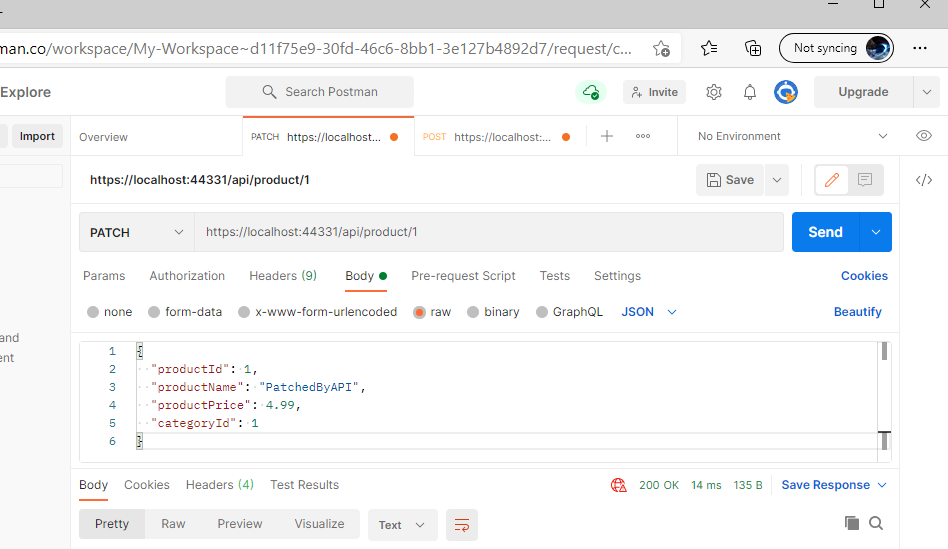 man.co/workspace/My-Workspace~d11f75e9-30fd-46c6-8bb1-3e127b4892d7/request/c... Not syncing
Explore Search Postman Invite Upgrade
Import Overview PATCH https://localhost... POST https://localhost:... No Environment
https://localhost:44331/api/product/1 Save
PATCH https://localhost:44331/api/product/1 Send
Params Authorization Headers (9) Body Pre-request Script Tests Settings Cookies
none form-data x-www-form-urlencoded raw binary GraphQL JSON Beautify
and
ent
1 {
2 "productId": 1,
3 "productName": "PatchedByAPI",
4 "productPrice": 4.99,
5 "categoryId": 1
6 }
Body Cookies Headers (4) Test Results 200 OK 14 ms 135 B Save Response
Pretty Raw Preview Visualize Text